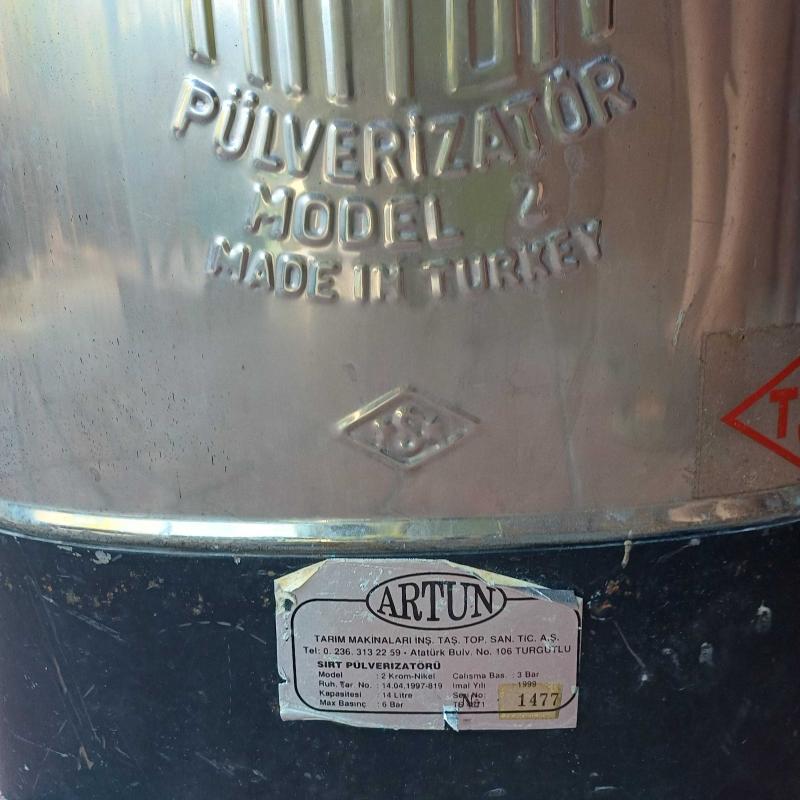 PÜLVERİZATÖR
MODEL 2
MADE IN TURKEY
TSE
ARTUN
TARIM MAKİNALARI İNŞ. TAŞ. TOP. SAN. TİC. A.Ş.
Tel: 0. 236. 313 22 59 - Atatürk Bulv. No. 106 TURGUTLU
SIRT PÜLVERİZATÖRÜ
Model : 2 Krom-Nikel Çalışma Bas. : 3 Bar
Ruh. Tar No. : 14.04.1997-819 İmal Yılı : 1999
Kapasitesi : 14 Litre Seri No: № 1477
Max Basınç : 6 Bar